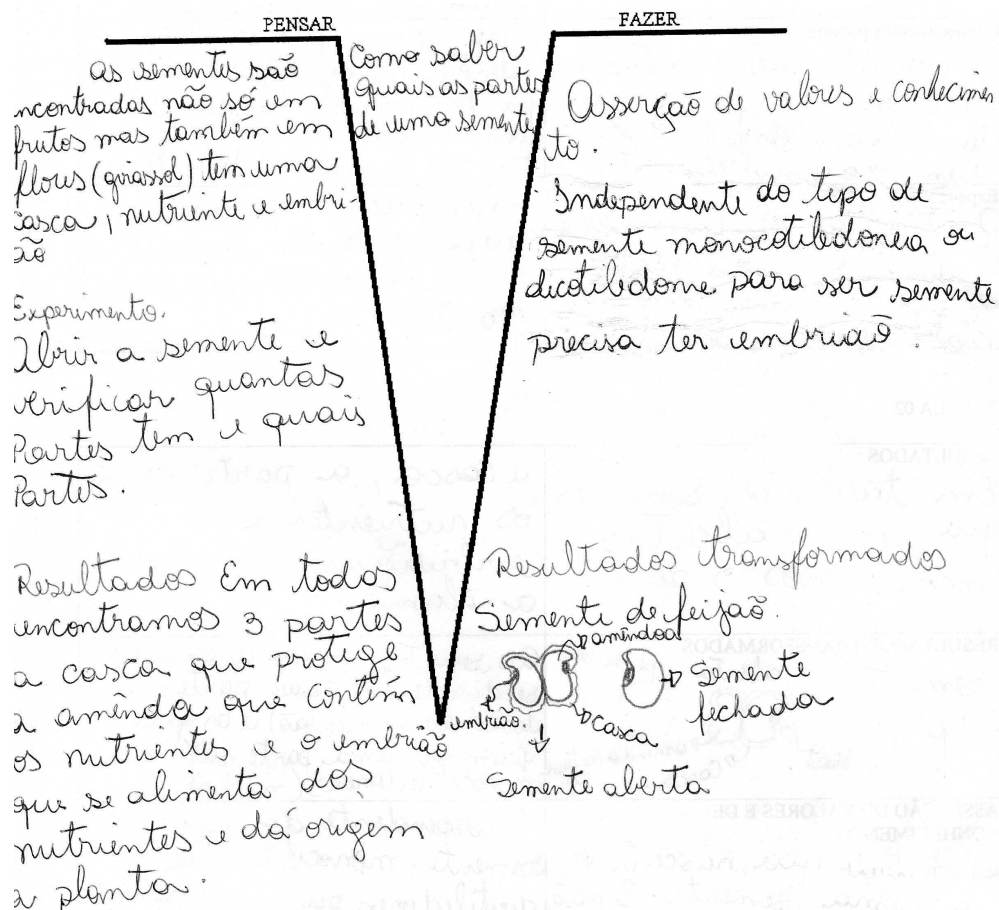 PENSAR
FAZER
As sementes são
ncontradas não só em
frutos mas também em
flores (girassol) tem uma
casca, nutriente e embri-
ão
Experimento.
Abrir a semente e
verificar quantas
Partes tem e quais
Partes.
Resultados Em todas
encontramos 3 partes
a casca que protege
a amênda que contém
os nutrientes e o embrião
que se alimenta dos
nutrientes e da origem
a planta.
Como saber
quais as partes
de uma semente
Asserção de valores e conhecimen
to.
Independente do tipo de
semente monocotiledonea ou
dicotiledone para ser semente
precisa ter embrião.
Resultados transformados
Semente de feijão.
amêndoa
Semente
fechada
embrião
casca
Semente aberta